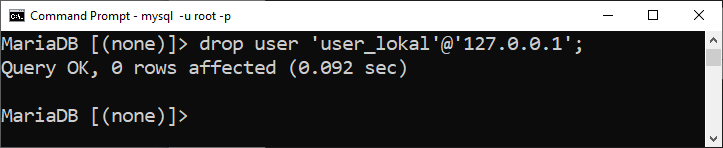 Command Prompt - mysql -u root -p
MariaDB [(none)]> drop user 'user_lokal'@'127.0.0.1';
Query OK, 0 rows affected (0.092 sec)
MariaDB [(none)]>